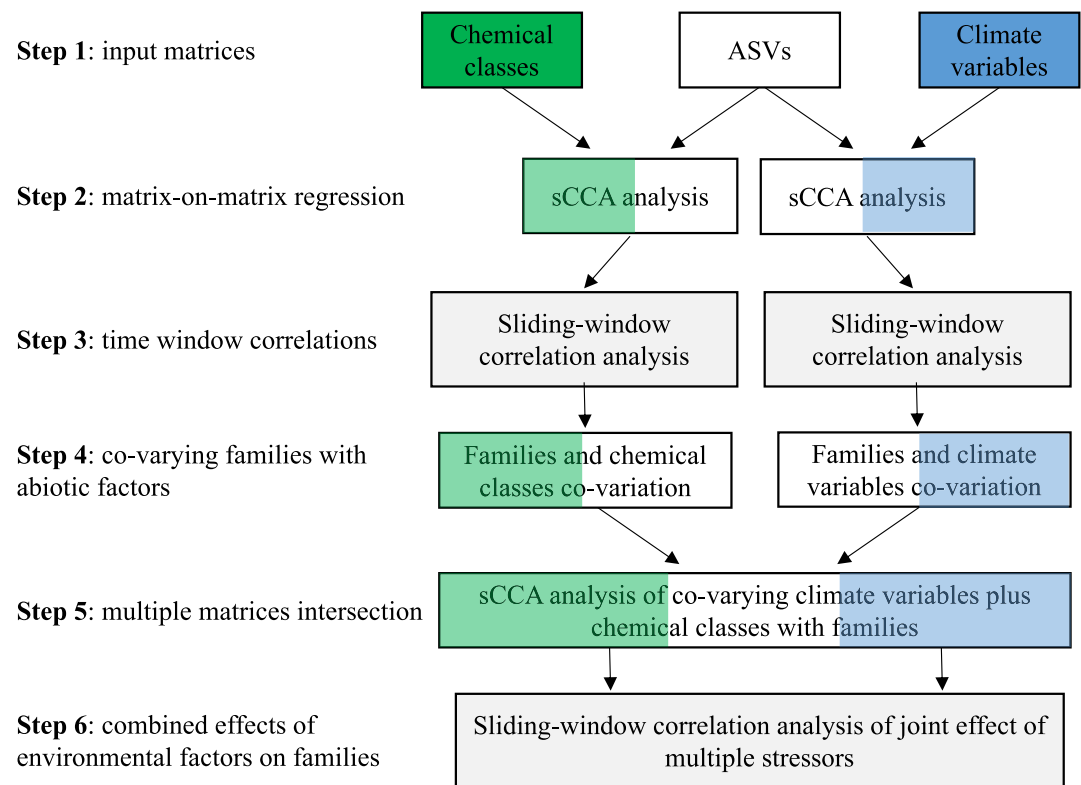 Step 1: input matrices
Chemical
classes
ASVs
Climate
variables
Step 2: matrix-on-matrix regression
sCCA analysis
sCCA analysis
Step 3: time window correlations
Sliding-window
correlation analysis
Sliding-window
correlation analysis
Step 4: co-varying families with
abiotic factors
Families and chemical
classes co-variation
Families and climate
variables co-variation
Step 5: multiple matrices intersection
sCCA analysis of co-varying climate variables plus
chemical classes with families
Step 6: combined effects of
environmental factors on families
Sliding-window correlation analysis of joint effect of
multiple stressors